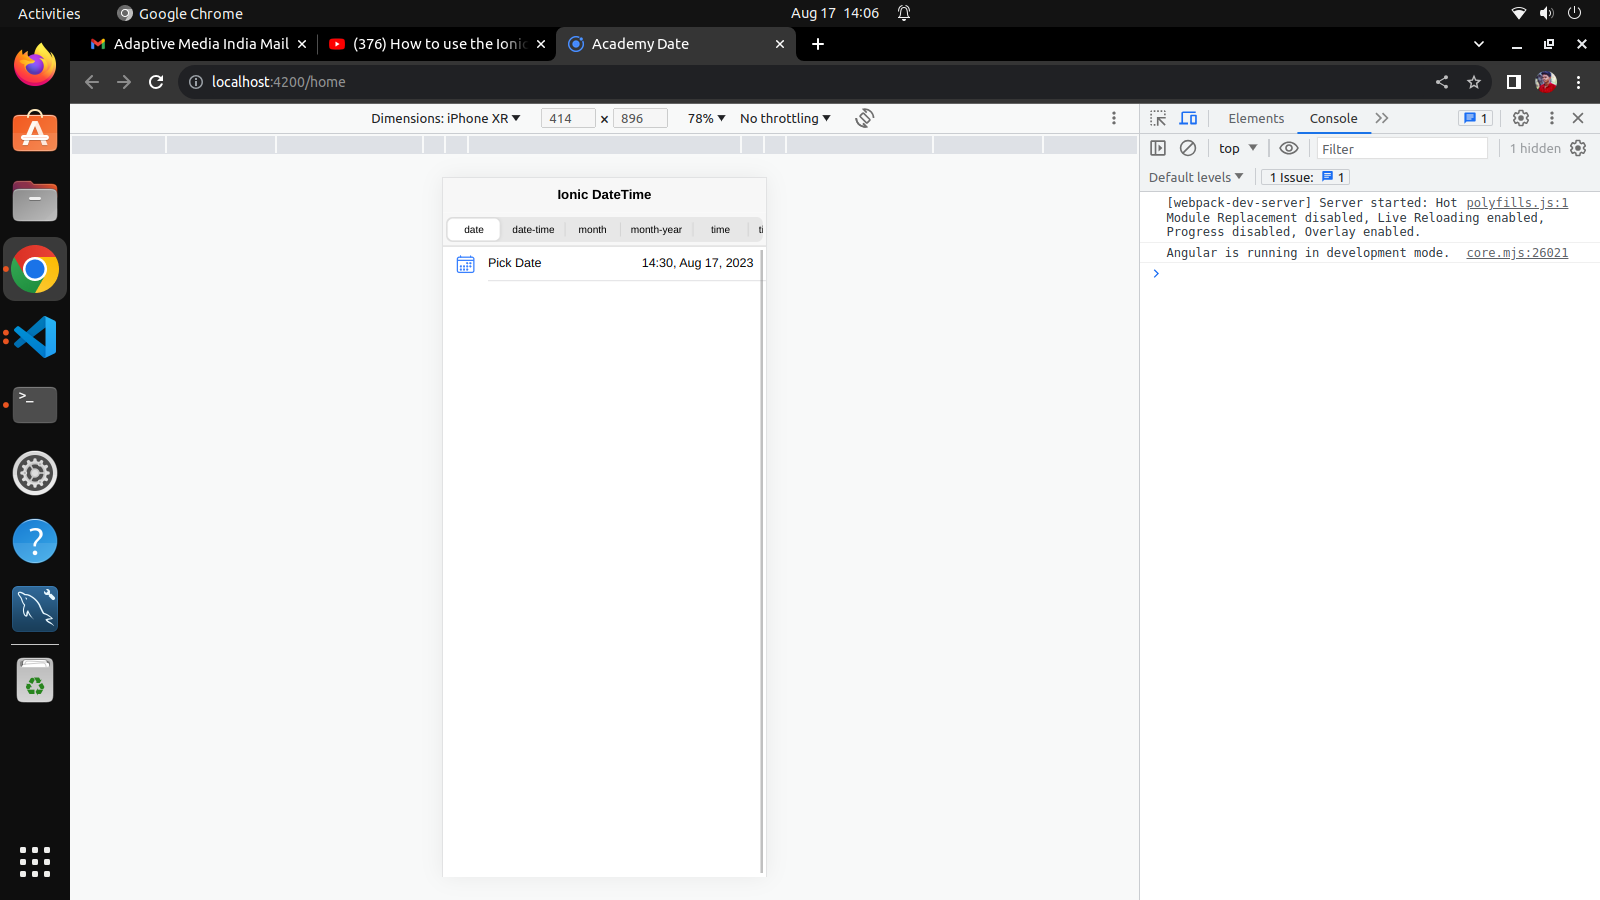 Activities
Google Chrome
Aug 17 14:06
Adaptive Media India Mail
(376) How to use the Ionic
Academy Date
localhost:4200/home
Dimensions: iPhone XR
414 × 896
78%
No throttling
Elements
Console
1
top
Filter
1 hidden
Default levels
1 Issue: 1
Ionic DateTime
date
date-time
month
month-year
time
ti
Pick Date
14:30, Aug 17, 2023
[webpack-dev-server] Server started: Hot polyfills.js:1
Module Replacement disabled, Live Reloading enabled,
Progress disabled, Overlay enabled.
Angular is running in development mode. core.mjs:26021